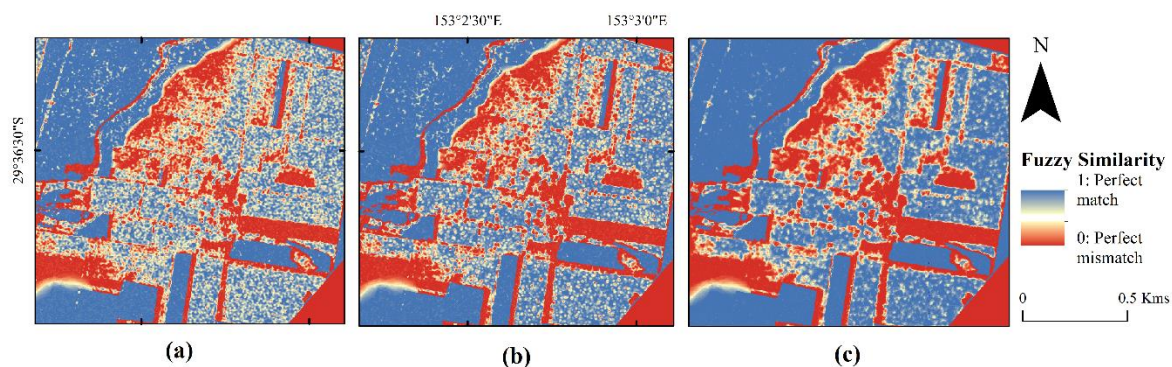 153°2'30"E
153°3'0"E
29°36'30"S
N
Fuzzy Similarity
1: Perfect
match
0: Perfect
mismatch
0 0.5 Kms
(a) (b) (c)